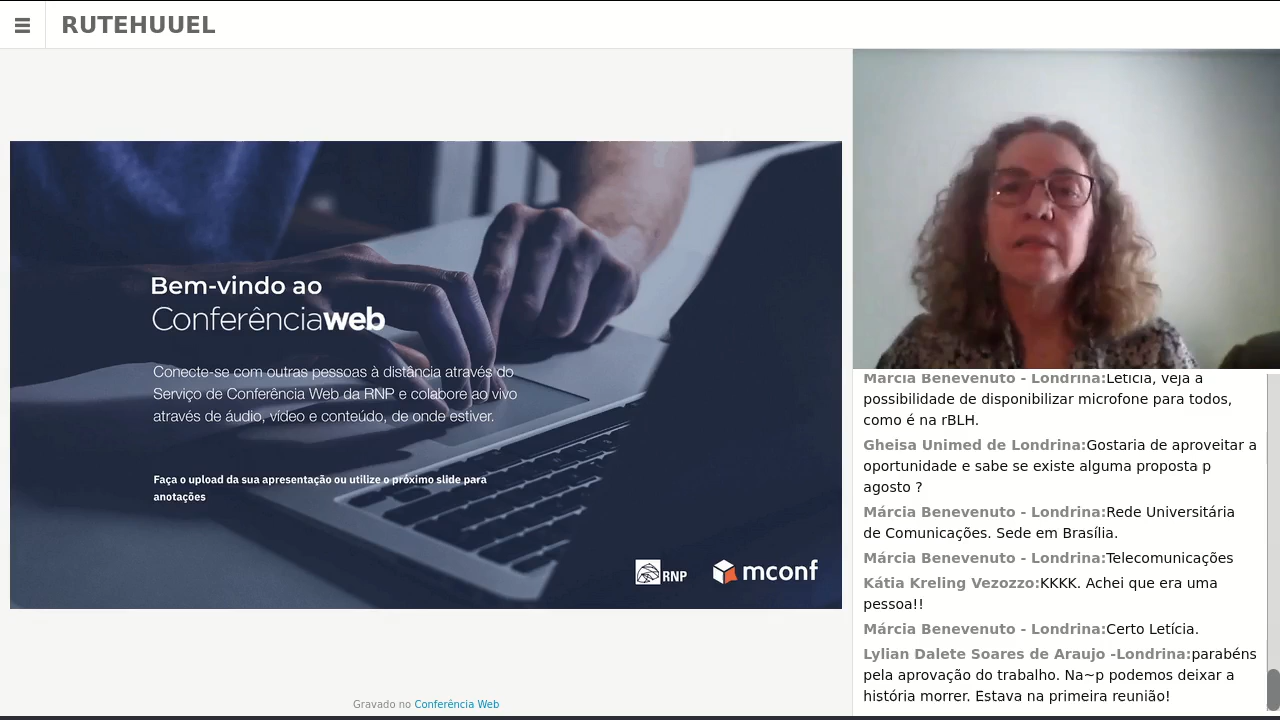 RUTEHUUEL
Bem-vindo ao
Conferênciaweb
Conecte-se com outras pessoas à distância através do
Serviço de Conferência Web da RNP e colabore ao vivo
através de áudio, vídeo e conteúdo, de onde estiver.
Faça o upload da sua apresentação ou utilize o próximo slide para
anotações
RNP
mconf
Gravado no Conferência Web
Márcia Benevenuto - Londrina:Letícia, veja a
possibilidade de disponibilizar microfone para todos,
como é na rBLH.
Gheisa Unimed de Londrina:Gostaria de aproveitar a
oportunidade e sabe se existe alguma proposta p
agosto ?
Márcia Benevenuto - Londrina:Rede Universitária
de Comunicações. Sede em Brasília.
Márcia Benevenuto - Londrina:Telecomunicações
Kátia Kreling Vezozzo:KKKK. Achei que era uma
pessoa!!
Márcia Benevenuto - Londrina:Certo Letícia.
Lylian Dalete Soares de Araujo -Londrina:parabéns
pela aprovação do trabalho. Na~p podemos deixar a
história morrer. Estava na primeira reunião!